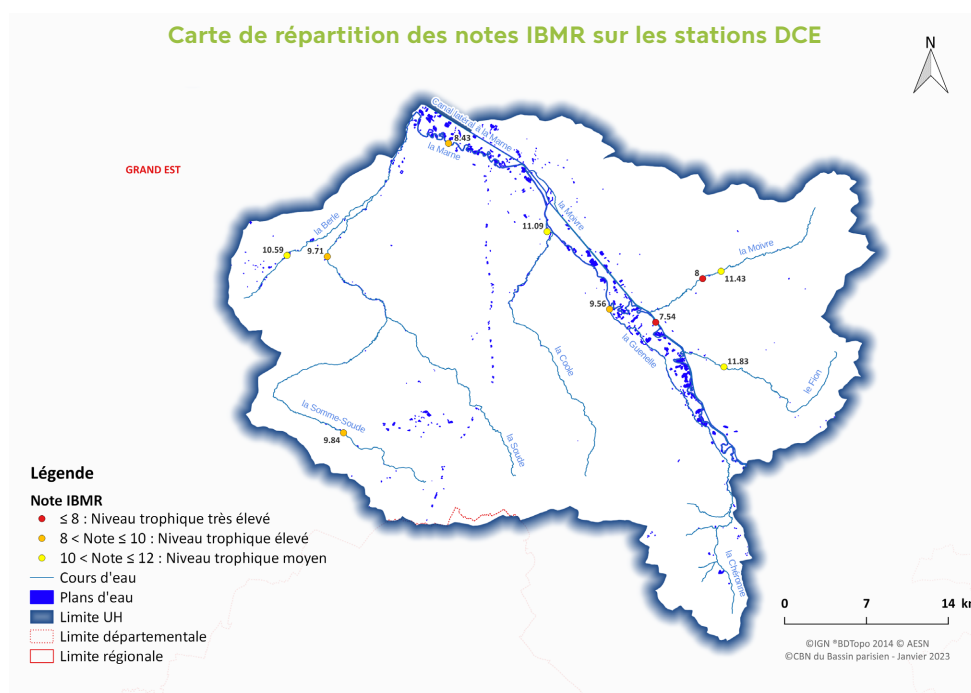 Carte de répartition des notes IBMR sur les stations DCE
N
GRAND EST
Canal latéral à la Marne
8.43
la Marne
la Berle
10.59
9.71
11.09
la Moivre
la Moivre
8
11.43
9.56
7.54
la Guenelle
11.83
le Fion
la Coole
la Somme-Soude
9.84
la Soude
la Chéronne
Légende
Note IBMR
≤ 8 : Niveau trophique très élevé
8 < Note ≤ 10 : Niveau trophique élevé
10 < Note ≤ 12 : Niveau trophique moyen
Cours d'eau
Plans d'eau
Limite UH
Limite départementale
Limite régionale
0 7 14 km
©IGN ®BDTopo 2014 © AESN
©CBN du Bassin parisien - Janvier 2023